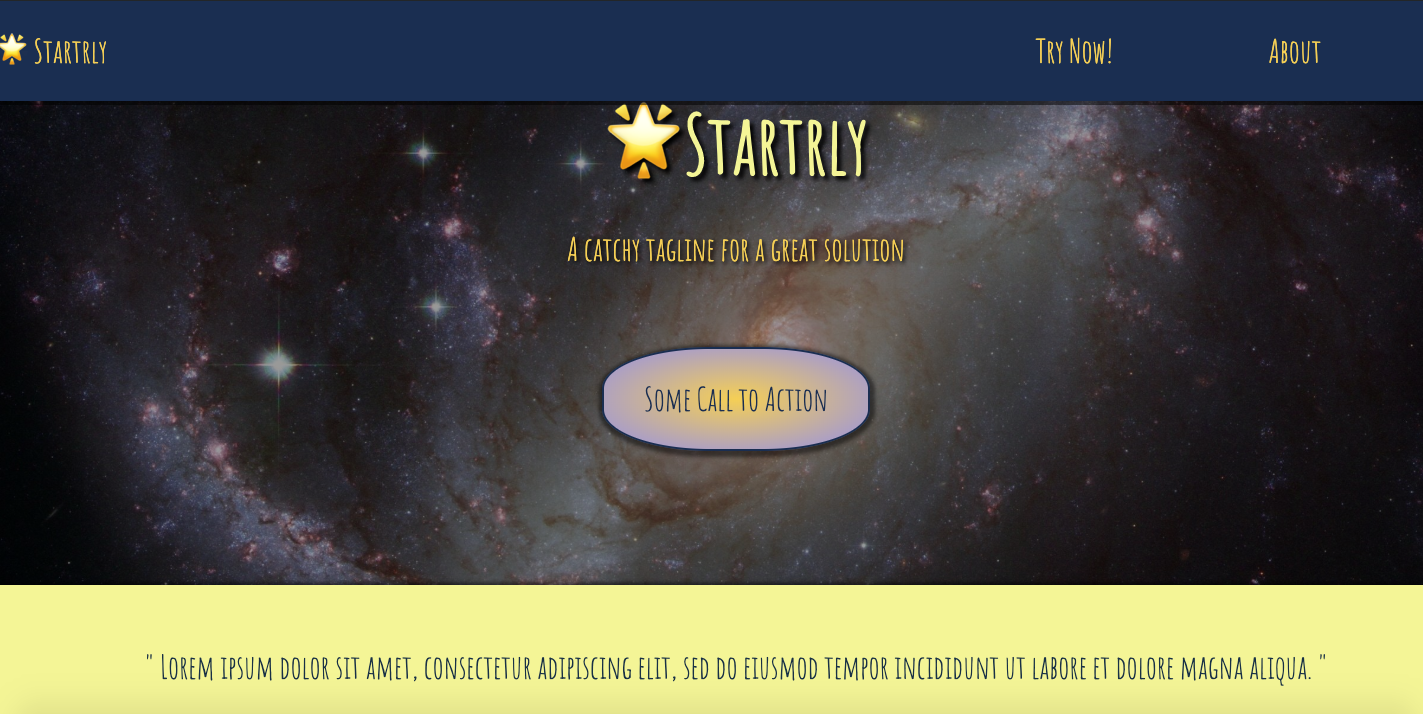 🌟 Startrly
Try Now!
About
🌟Startrly
A catchy tagline for a great solution
Some Call to Action
" Lorem ipsum dolor sit amet, consectetur adipiscing elit, sed do eiusmod tempor incididunt ut labore et dolore magna aliqua. "